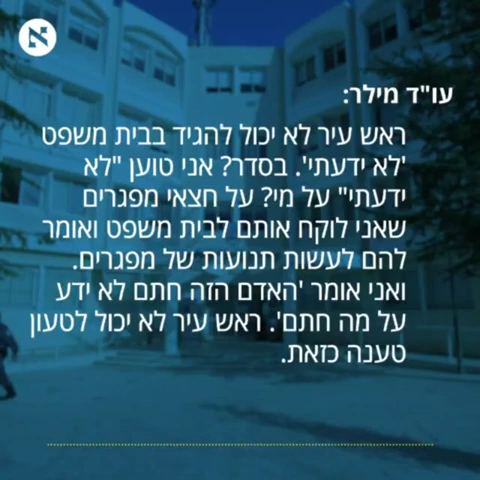 א
עו"ד מילר:
ראש עיר לא יכול להגיד בבית משפט
'לא ידעתי'. בסדר? אני טוען "לא
ידעתי" על מי? על חצאי מפגרים
שאני לוקח אותם לבית משפט ואומר
להם לעשות תנועות של מפגרים.
ואני אומר 'האדם הזה חתם לא ידע
על מה חתם'. ראש עיר לא יכול לטעון
טענה כזאת.